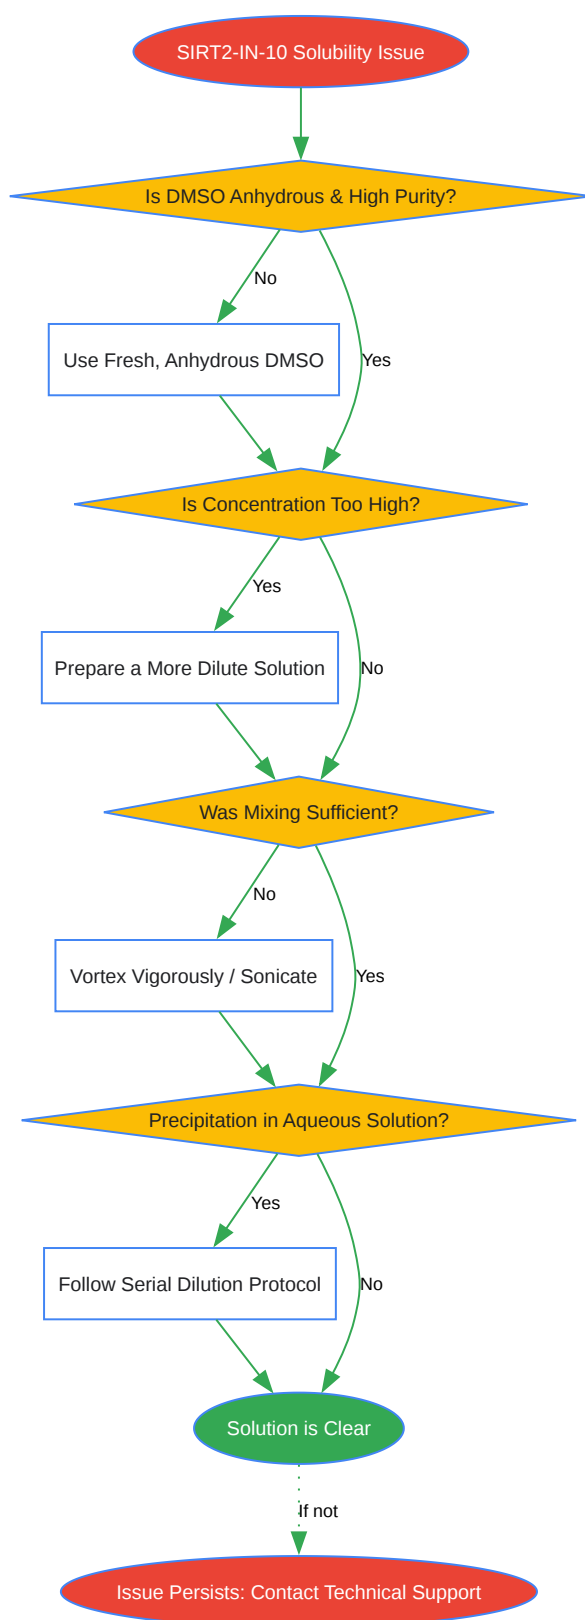 SIRT2-IN-10 Solubility Issue
Is DMSO Anhydrous & High Purity?
No
Yes
Use Fresh, Anhydrous DMSO
Is Concentration Too High?
Yes
No
Prepare a More Dilute Solution
Was Mixing Sufficient?
No
Yes
Vortex Vigorously / Sonicate
Precipitation in Aqueous Solution?
Yes
No
Follow Serial Dilution Protocol
Solution is Clear
If not
Issue Persists: Contact Technical Support